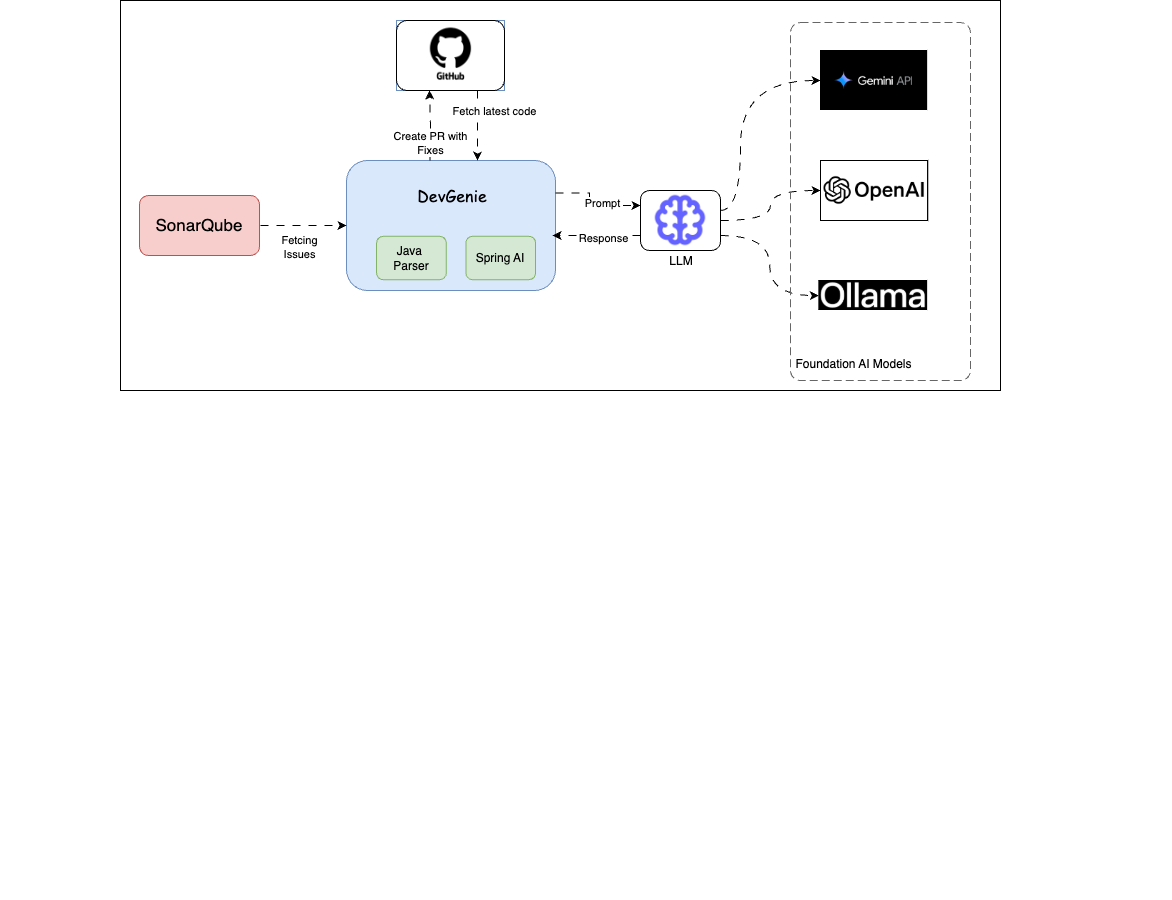 GitHub
Fetch latest code
Create PR with
Fixes
Gemini API
DevGenie
SonarQube
Fetcing
Issues
Java
Parser
Spring AI
Prompt
Response
LLM
OpenAI
Ollama
Foundation AI Models